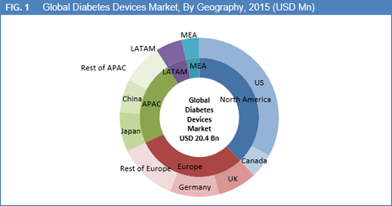 FIG. 1 Global Diabetes Devices Market, By Geography, 2015 (USD Mn)
MEA
LATAM
LATAM
MEA
Rest of APAC
US
North America
China
APAC
Global
Diabetes
Devices
Market
USD 20.4 Bn
Japan
Canada
Europe
Rest of Europe
UK
Germany